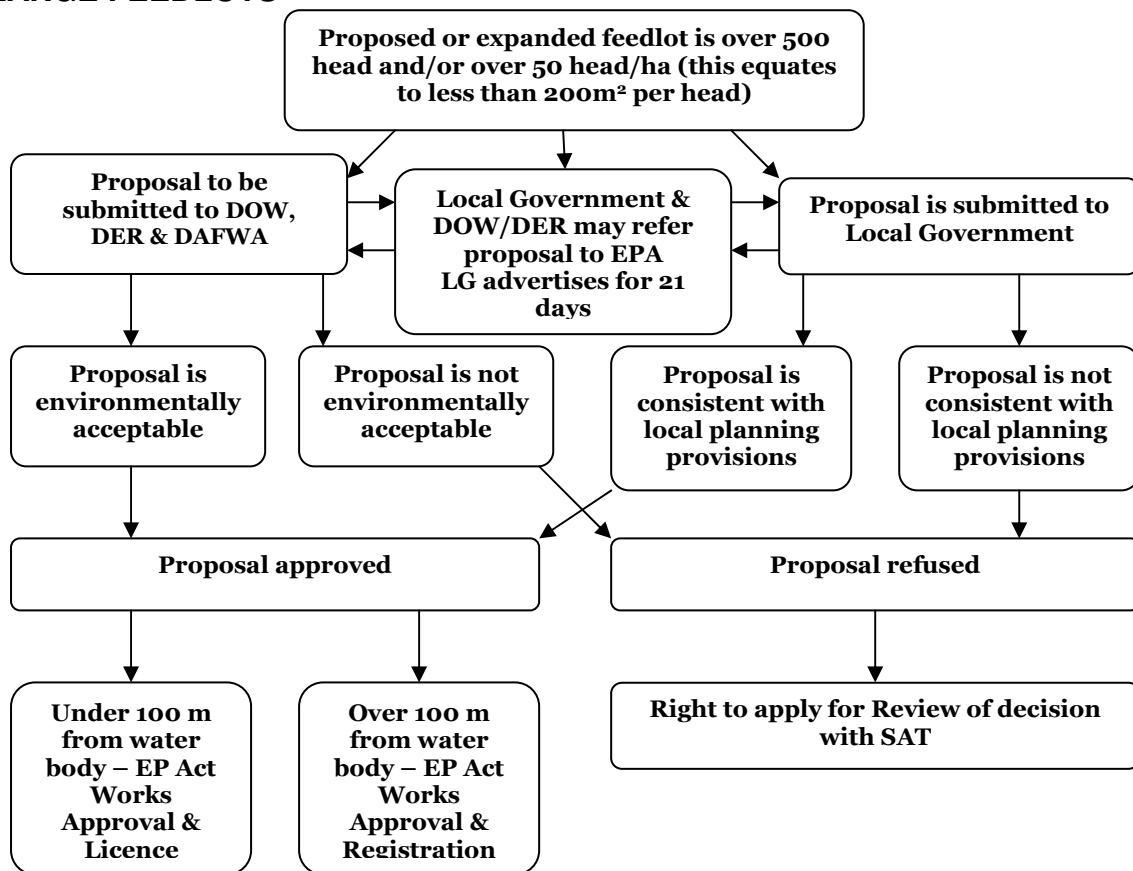 LARGE FEEDLOTS
Proposed or expanded feedlot is over 500
head and/or over 50 head/ha (this equates
to less than 200m² per head)
Proposal to be
submitted to DOW,
DER & DAFWA
Local Government &
DOW/DER may refer
proposal to EPA
LG advertises for 21
days
Proposal is submitted to
Local Government
Proposal is
environmentally
acceptable
Proposal is not
environmentally
acceptable
Proposal is
consistent with
local planning
provisions
Proposal is not
consistent with
local planning
provisions
Proposal approved
Proposal refused
Under 100 m
from water
body – EP Act
Works
Approval &
Licence
Over 100 m
from water
body – EP Act
Works
Approval &
Registration
Right to apply for Review of decision
with SAT